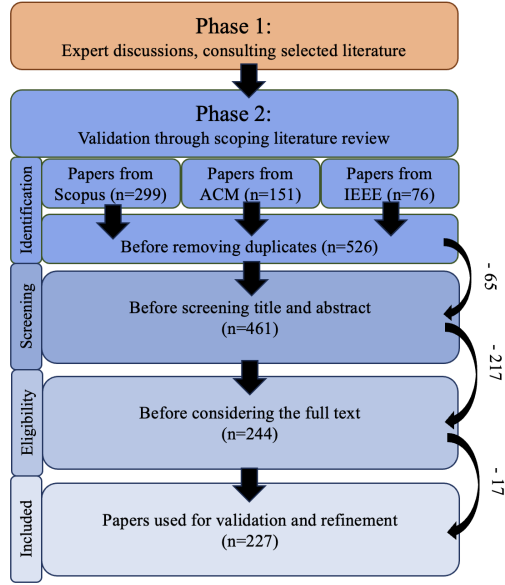 Phase 1:
Expert discussions, consulting selected literature
Phase 2:
Validation through scoping literature review
Identification
Papers from
Scopus (n=299)
Papers from
ACM (n=151)
Papers from
IEEE (n=76)
Before removing duplicates (n=526)
- 65
Screening
Before screening title and abstract
(n=461)
- 217
Eligibility
Before considering the full text
(n=244)
- 17
Included
Papers used for validation and refinement
(n=227)